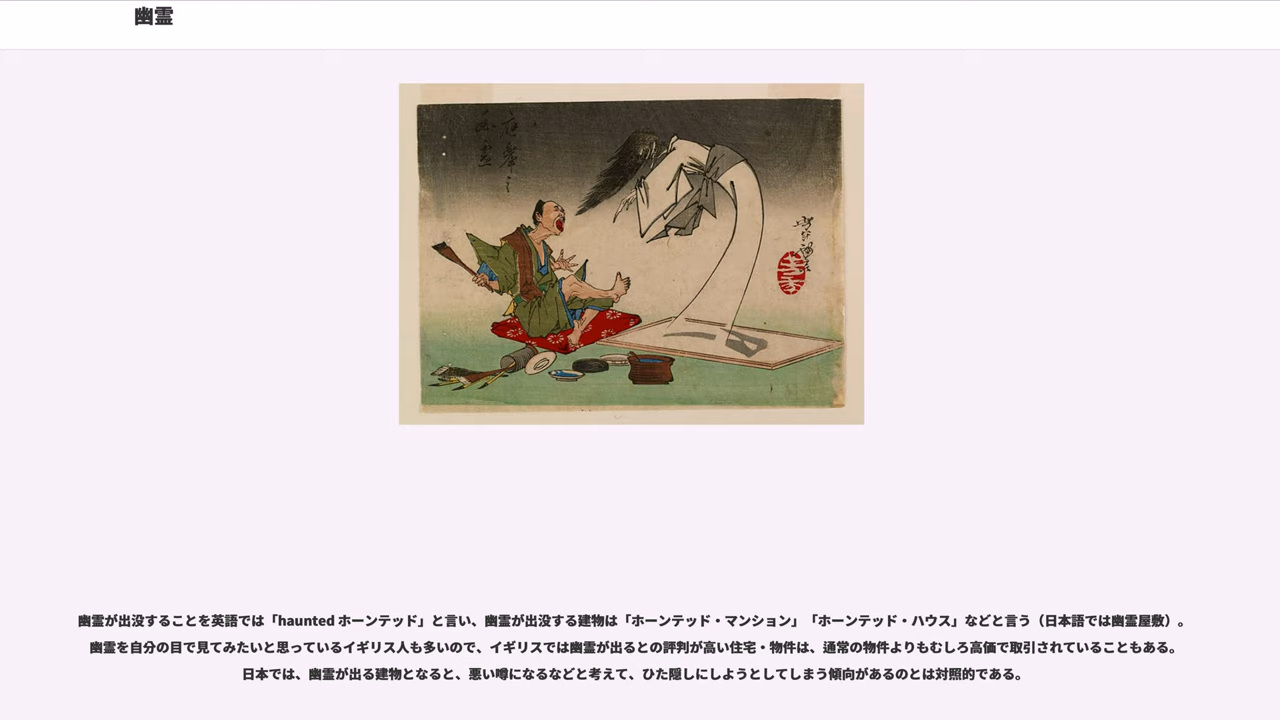 幽霊
應擧之
幽霊
幽霊が出没することを英語では「haunted ホーンテッド」と言い、幽霊が出没する建物は「ホーンテッド・マンション」「ホーンテッド・ハウス」などと言う（日本語では幽霊屋敷）。
幽霊を自分の目で見てみたいと思っているイギリス人も多いので、イギリスでは幽霊が出るとの評判が高い住宅・物件は、通常の物件よりもむしろ高価で取引されていることもある。
日本では、幽霊が出る建物となると、悪い噂になるなどと考えて、ひた隠しにしようとしてしまう傾向があるのとは対照的である。